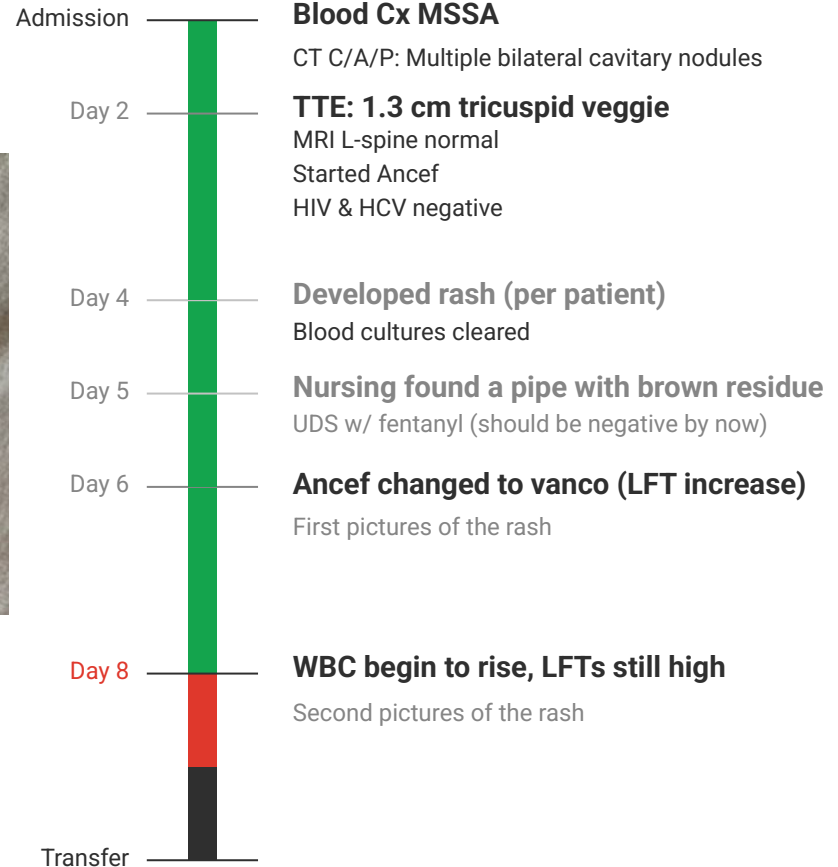 Admission
Blood Cx MSSA
CT C/A/P: Multiple bilateral cavitary nodules
Day 2
TTE: 1.3 cm tricuspid veggie
MRI L-spine normal
Started Ancef
HIV & HCV negative
Day 4
Developed rash (per patient)
Blood cultures cleared
Day 5
Nursing found a pipe with brown residue
UDS w/ fentanyl (should be negative by now)
Day 6
Ancef changed to vanco (LFT increase)
First pictures of the rash
Day 8
WBC begin to rise, LFTs still high
Second pictures of the rash
Transfer